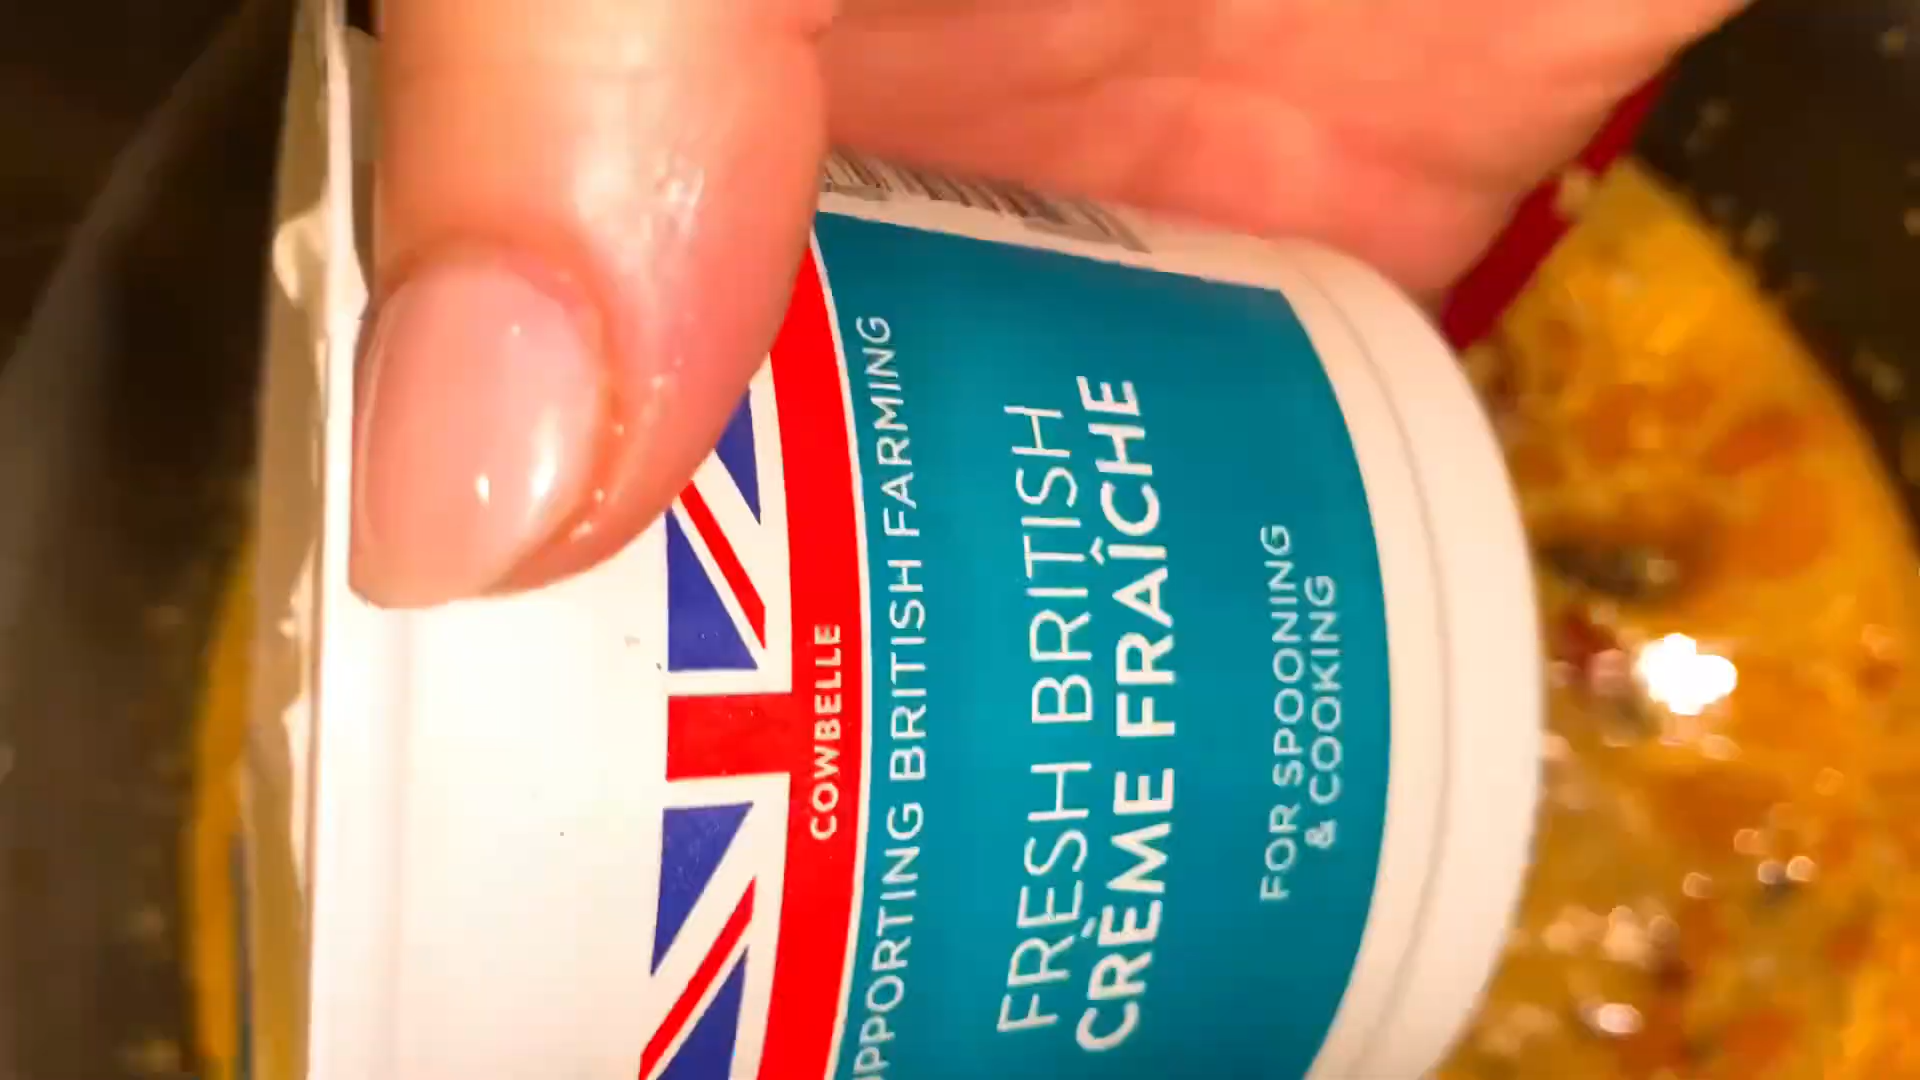 COWBELLE
PPORTING BRITISH FARMING
FRESH BRITISH
CRÈME FRAÎCHE
FOR SPOONING
& COOKING